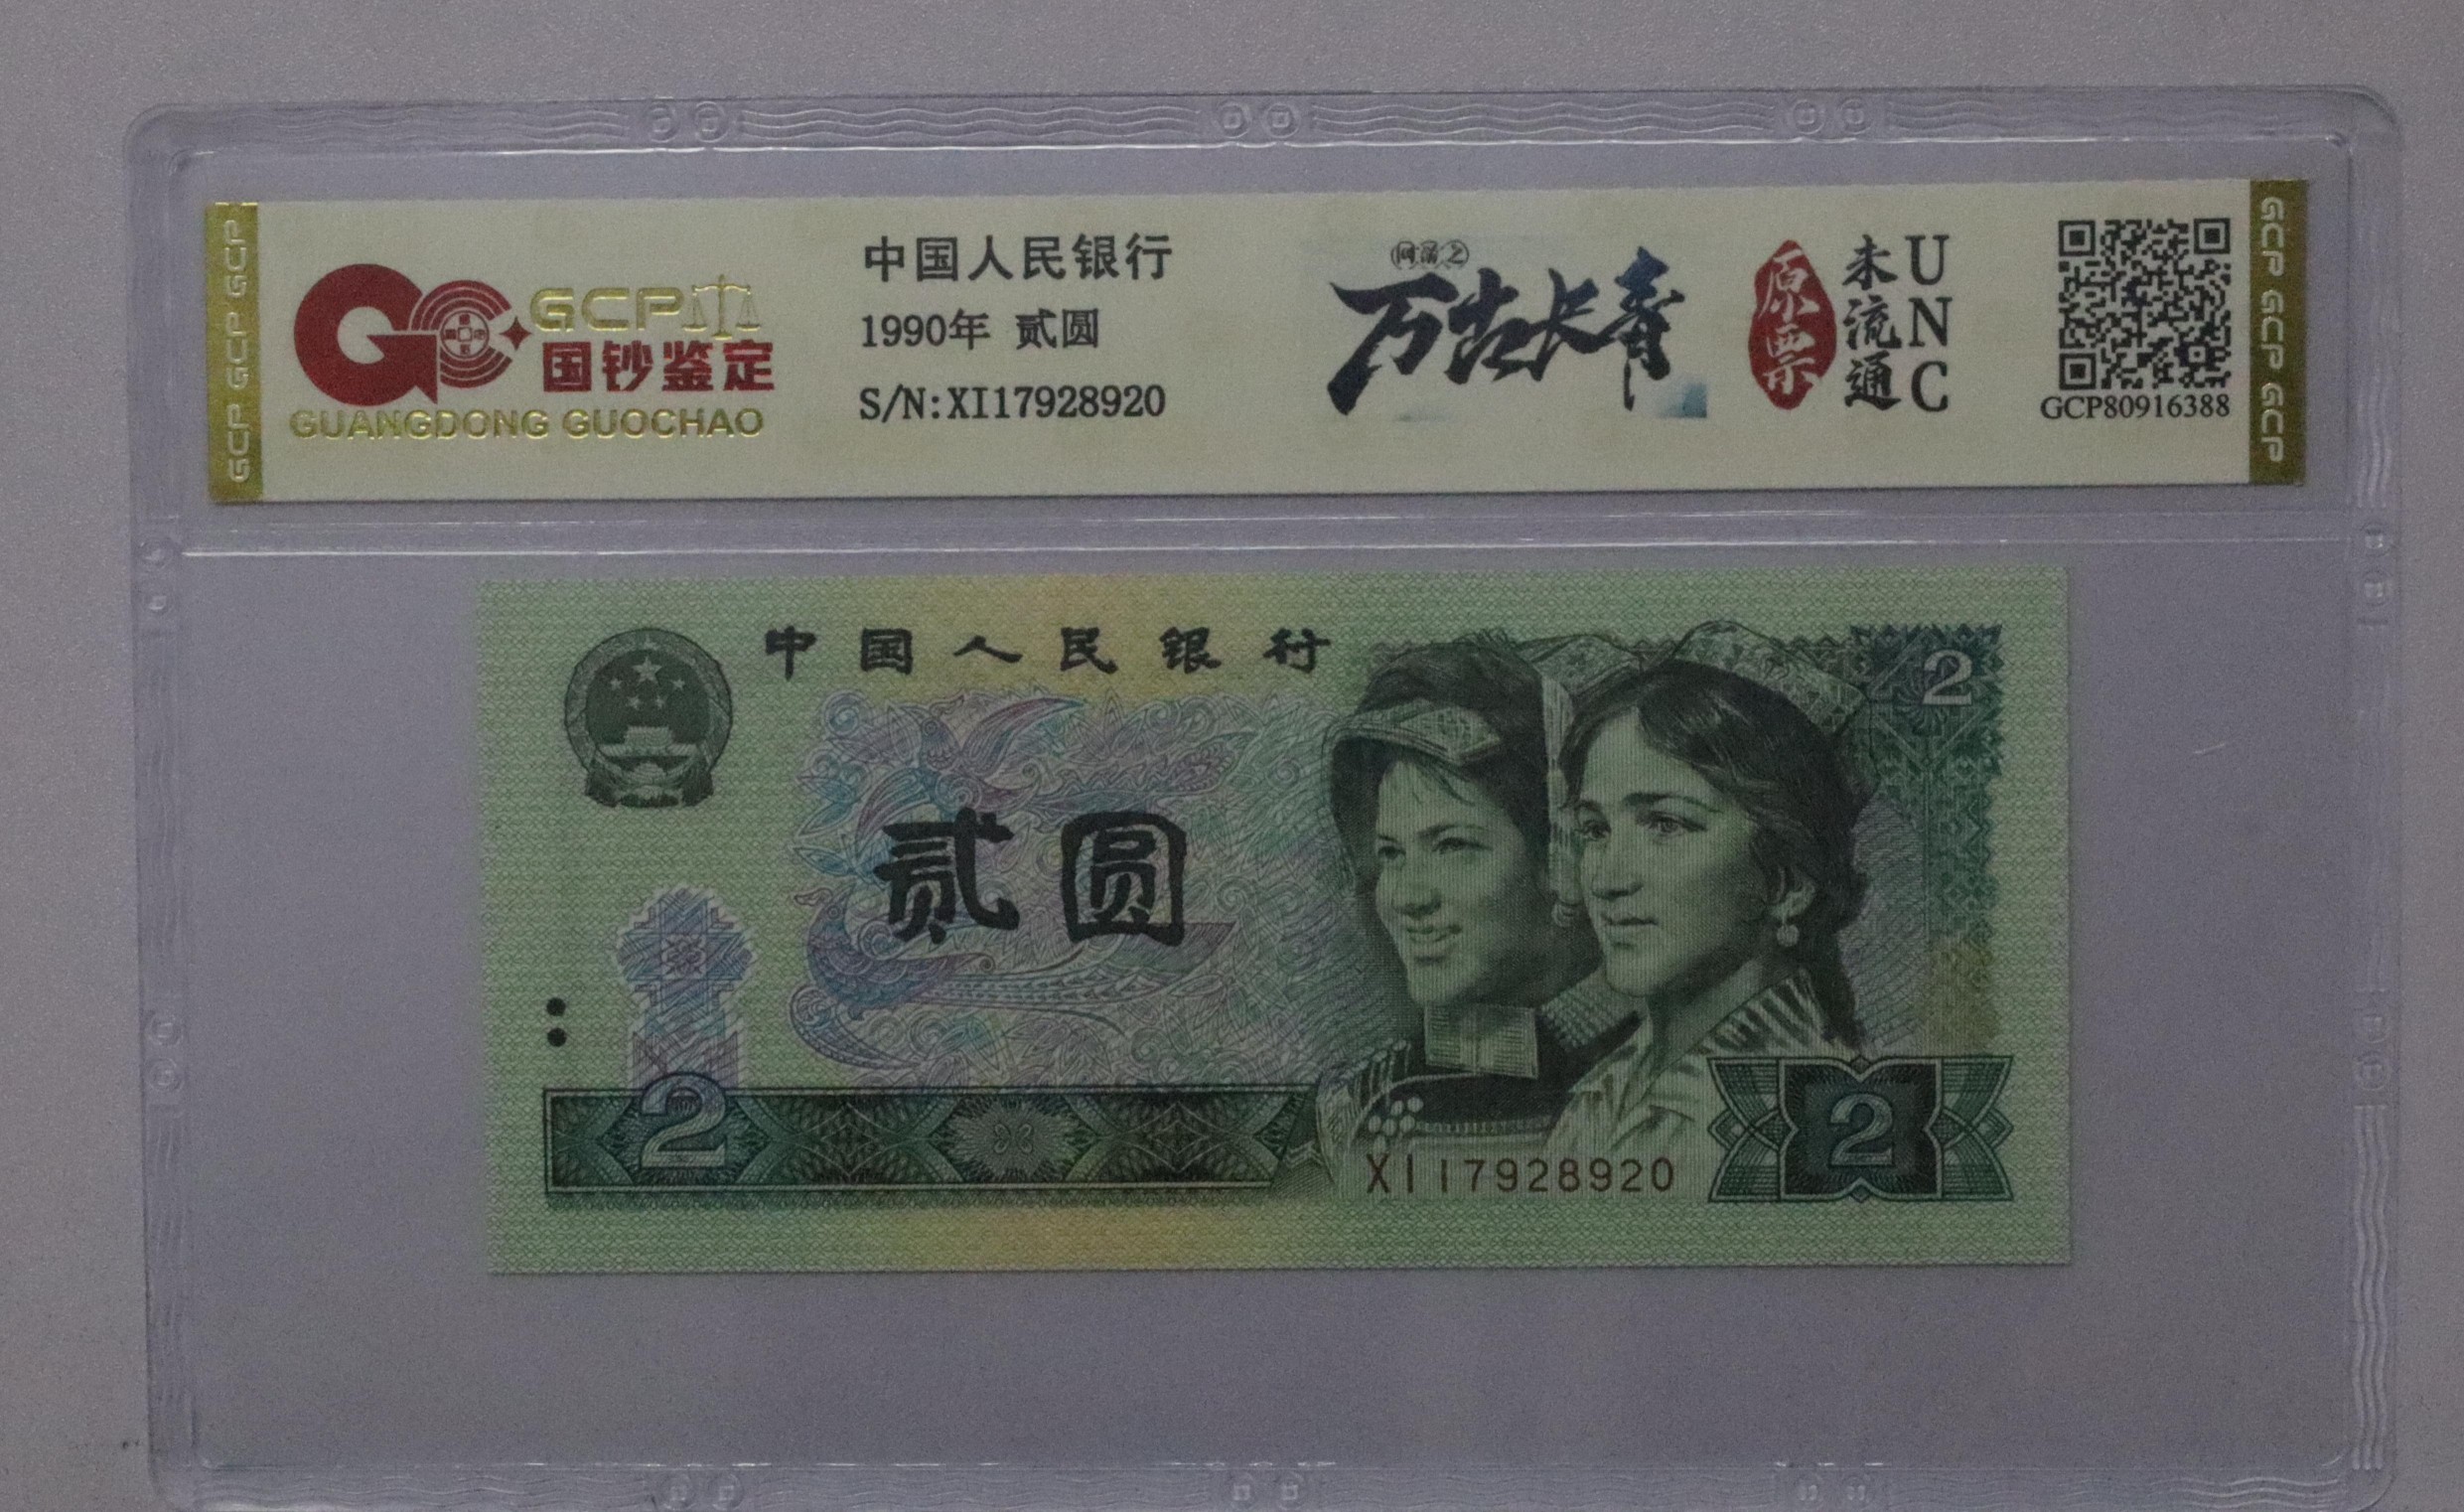 GCP GCP GCP
GCP
国钞鉴定
GUANGDONG GUOCHAO
中国人民银行
1990年 贰圆
S/N:XI17928920
万古长青
原票
未流通
UNC
GCP80916388
GCP GCP GCP
中国人民银行
2
贰圆
2
XI17928920
2